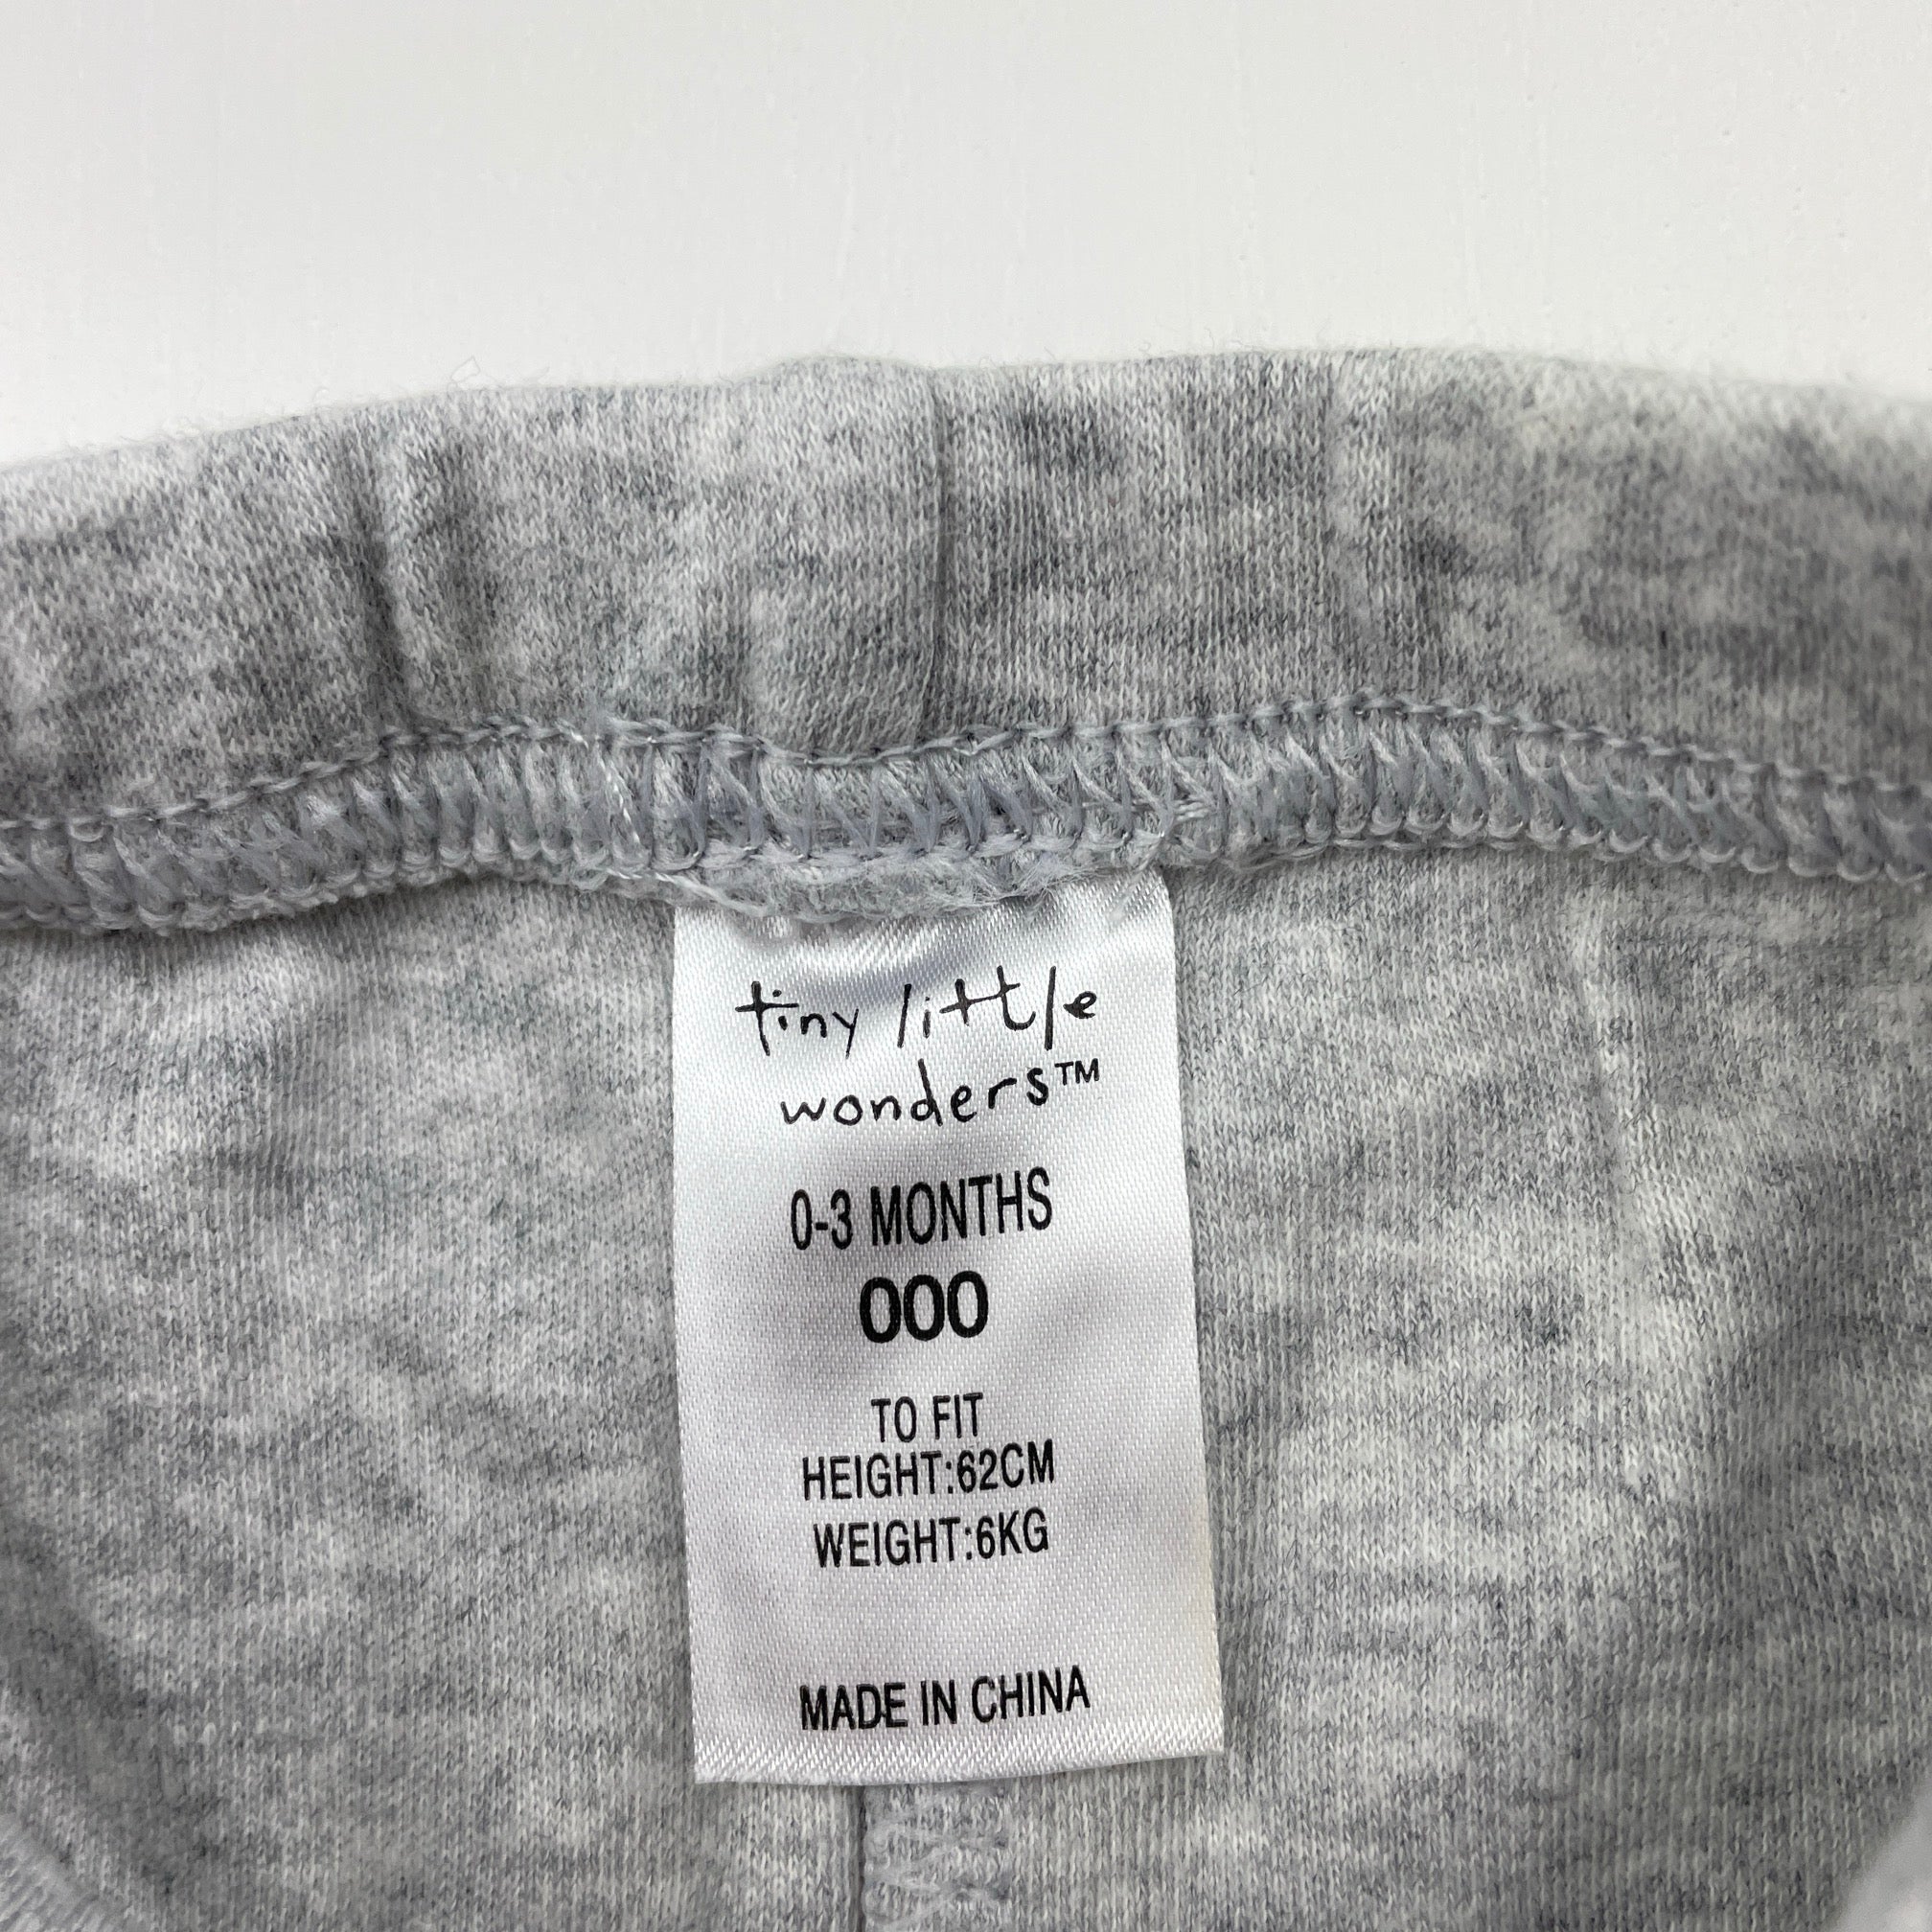 tiny little
wonders™
0-3 MONTHS
000
TO FIT
HEIGHT:62CM
WEIGHT:6KG
MADE IN CHINA